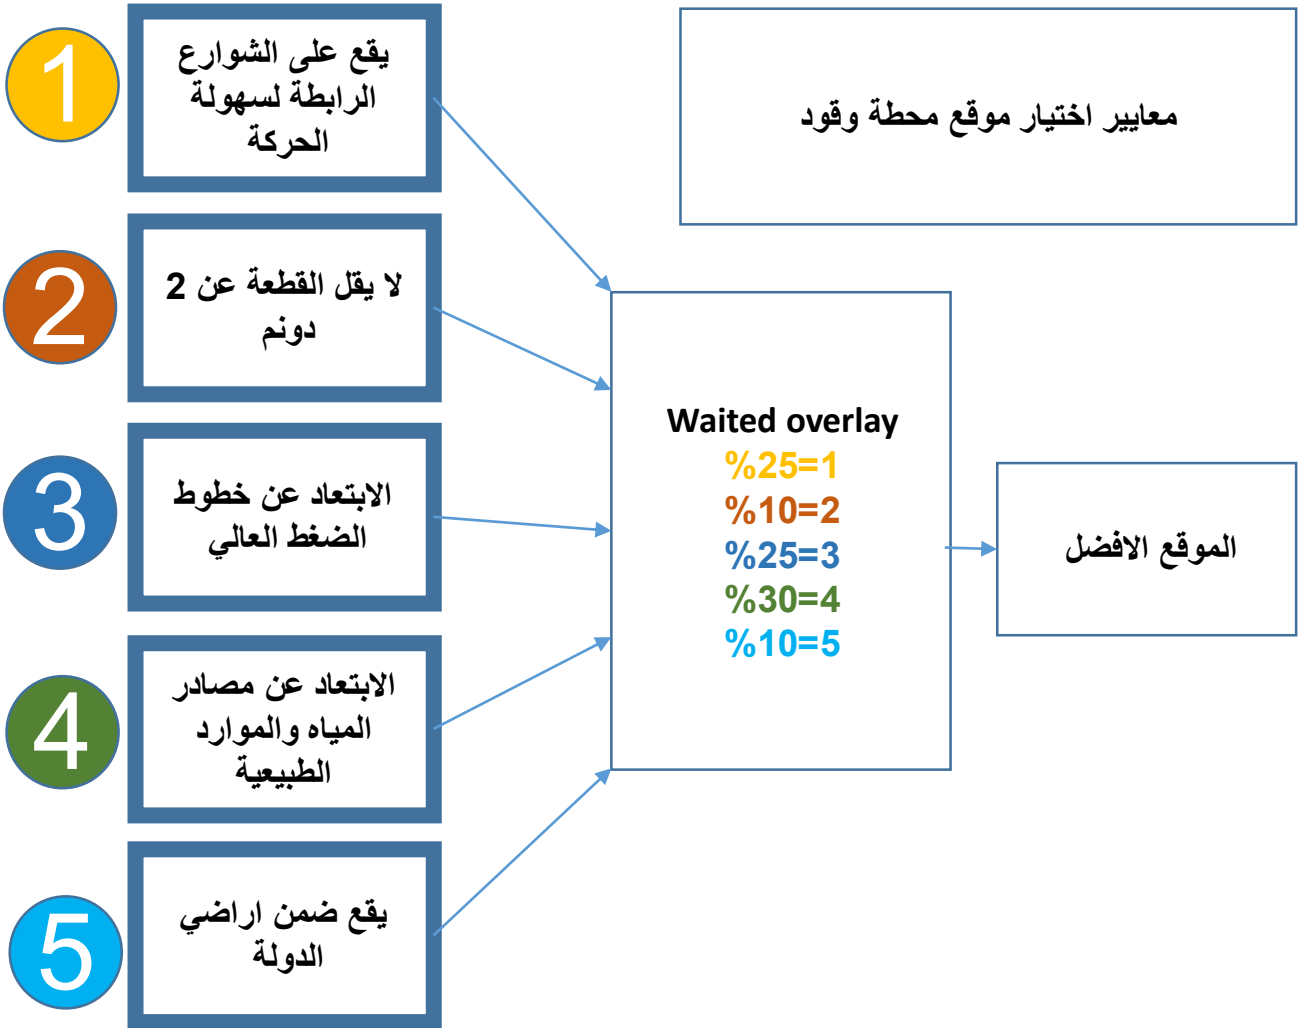 معايير اختيار موقع محطة وقود
1
يقع على الشوارع
الرابطة لسهولة
الحركة
2
لا يقل القطعة عن 2
دونم
3
الابتعاد عن خطوط
الضغط العالي
4
الابتعاد عن مصادر
المياه والموارد
الطبيعية
5
يقع ضمن اراضي
الدولة
Waited overlay
%25=1
%10=2
%25=3
%30=4
%10=5
الموقع الافضل